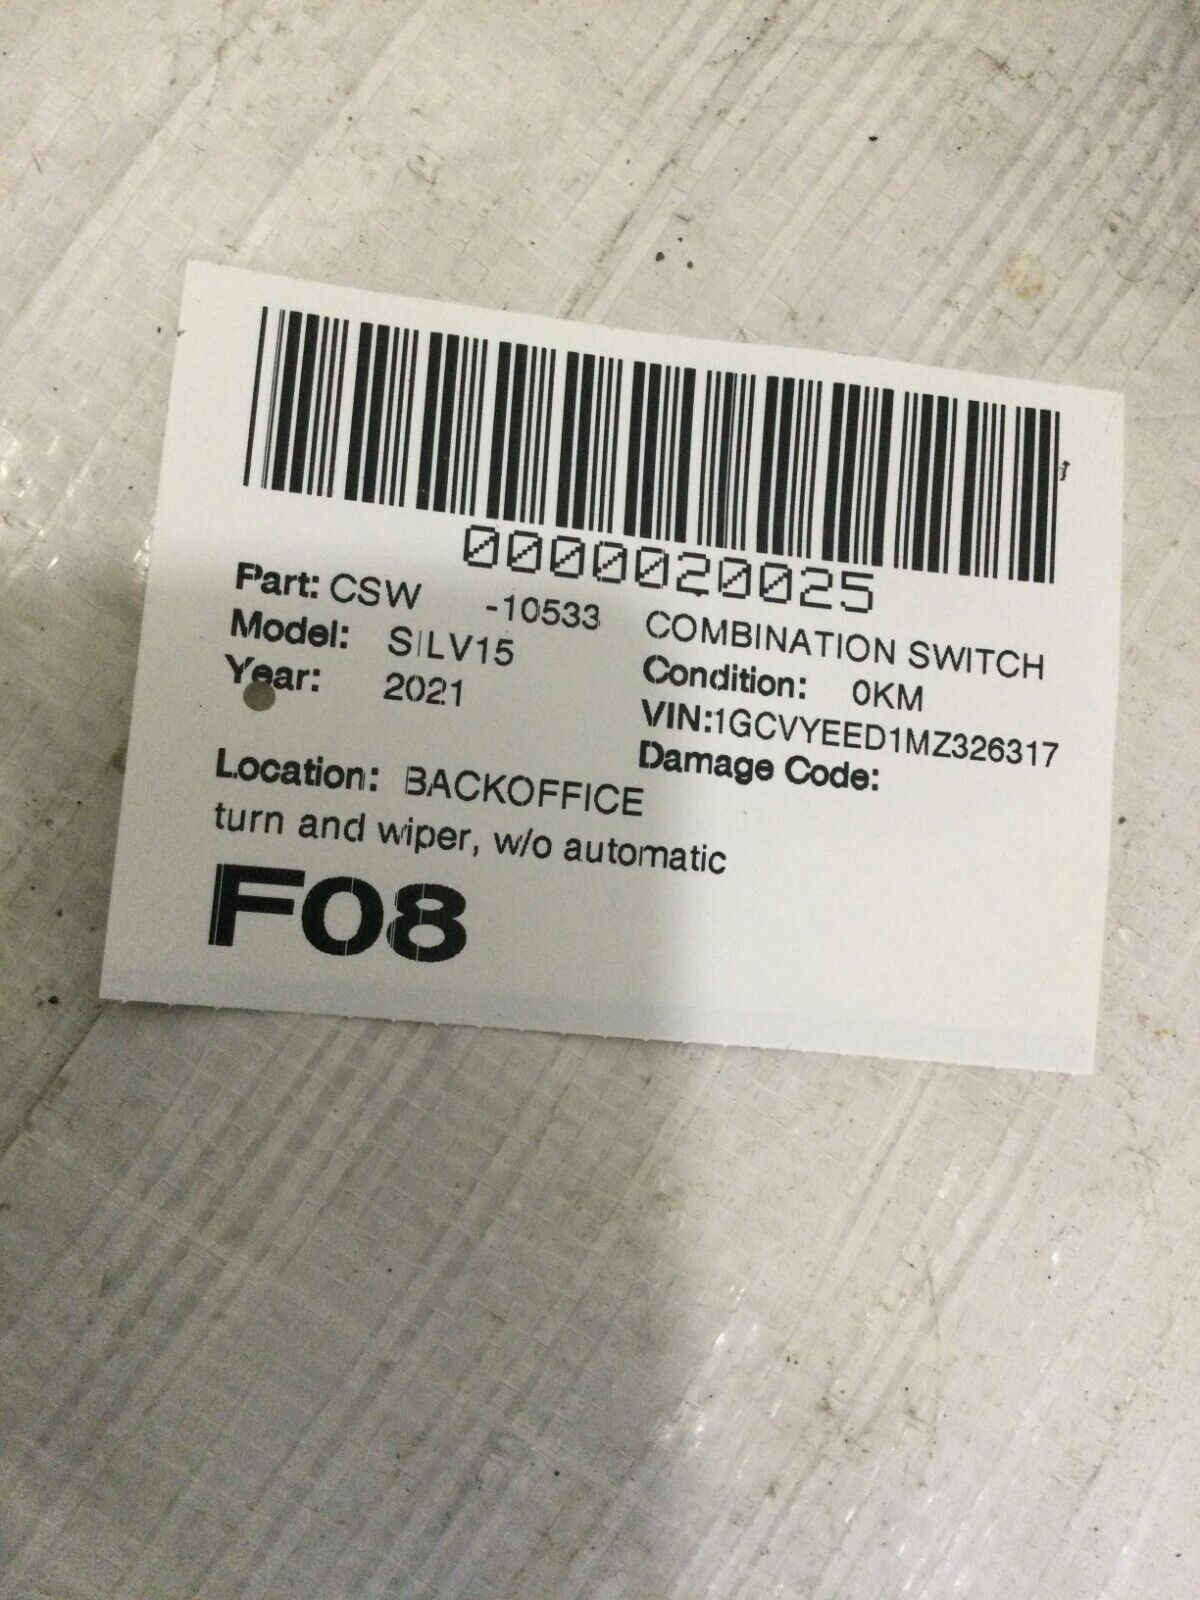 0000020025
Part: CSW -10533 COMBINATION SWITCH
Model: SILV15 Condition: 0KM
Year: 2021 VIN:1GCVYEED1MZ326317
Damage Code:
Location: BACKOFFICE
turn and wiper, w/o automatic
F08